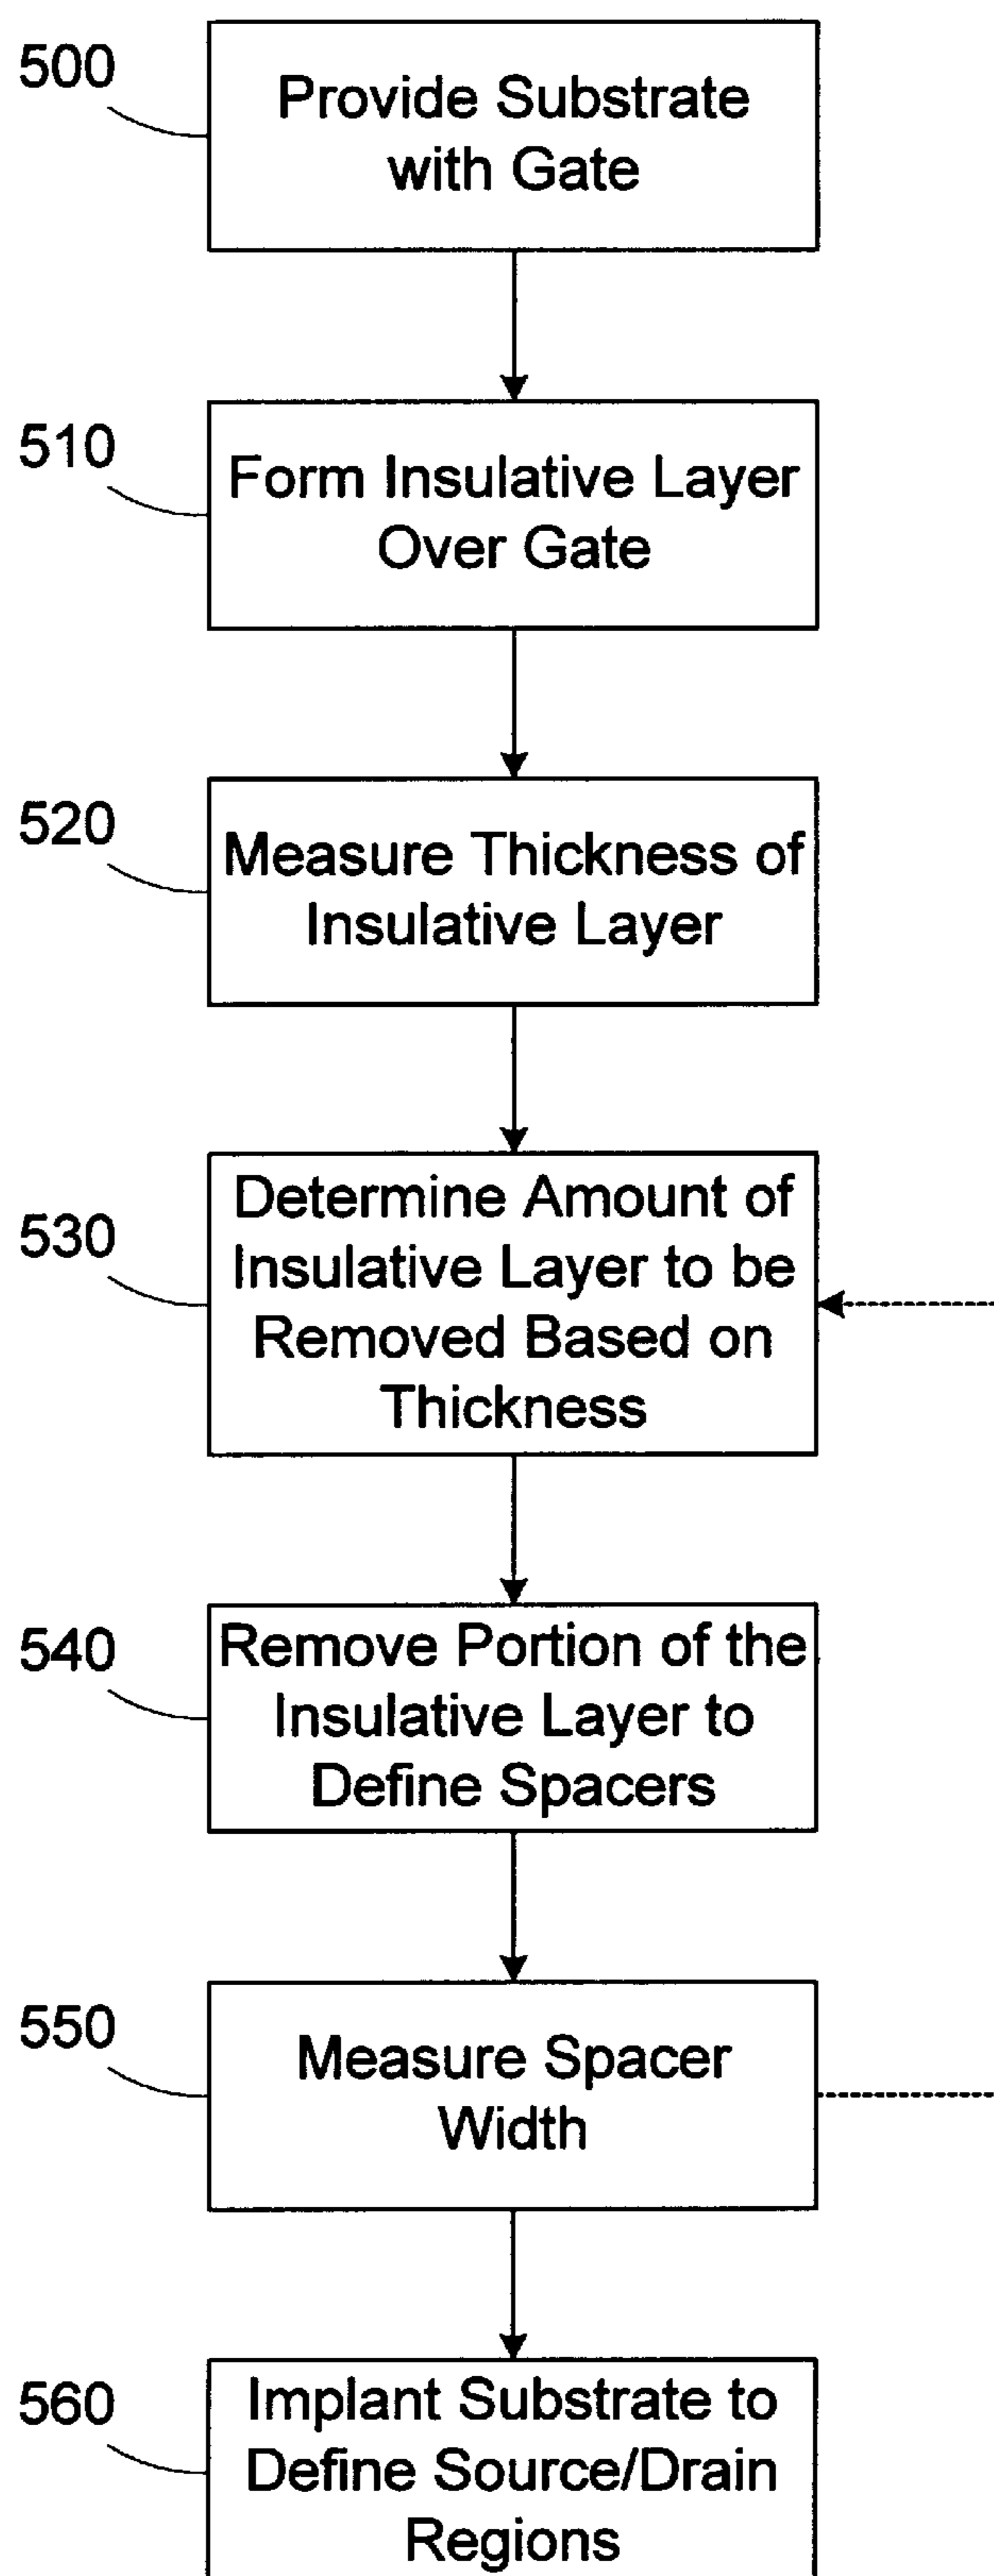 500
Provide Substrate
with Gate
510
Form Insulative Layer
Over Gate
520
Measure Thickness of
Insulative Layer
530
Determine Amount of
Insulative Layer to be
Removed Based on
Thickness
540
Remove Portion of the
Insulative Layer to
Define Spacers
550
Measure Spacer
Width
560
Implant Substrate to
Define Source/Drain
Regions